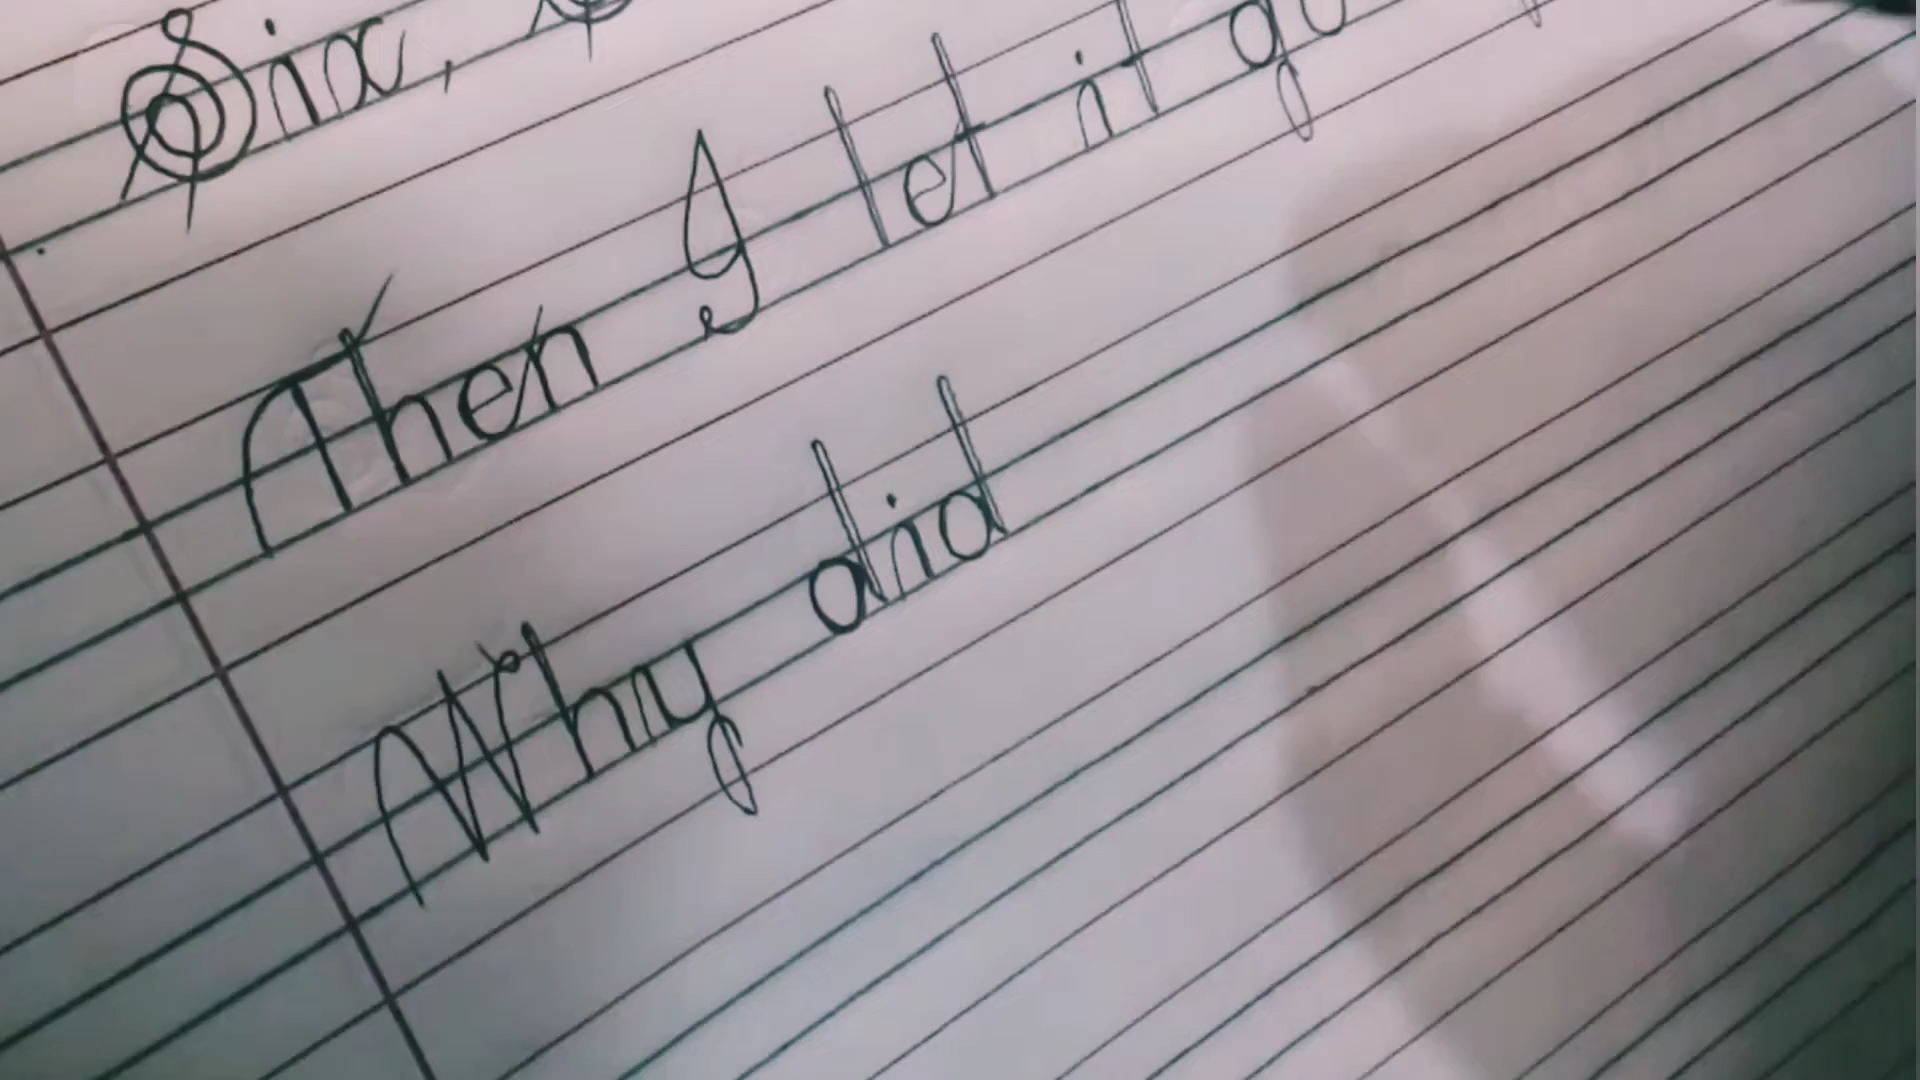 Six,
Then I let it go
Why did